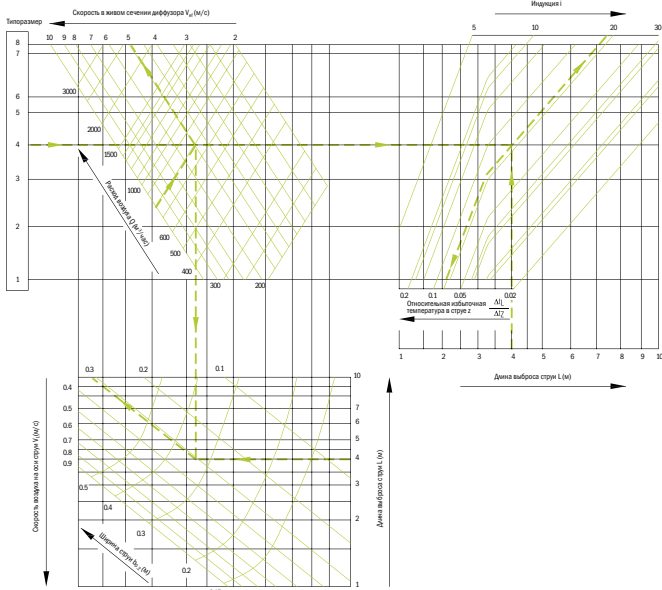 Скорость в живом сечении диффузора Vef (м/с)
Типоразмер
10 9 8 7 6 5 4 3 2
8
7
6
5
4
3
2
1
3000
2000
1500
1000
600
500
400
300
200
Расход воздуха Q (м³/час)
Индукция i
5 10 20 30
0.2 0.1 0.05 0.02
Относительная избыточная
температура в струе z
ΔtL
ΔtZ
1 2 3 4 5 6 7 8 9 10
Длина выброса струи L (м)
0.3 0.2 0.1
0.4
0.5
0.6
0.7
0.8
0.9
0.5
0.4
0.3
0.2
10
7
6
5
4
3
2
1
Скорость воздуха на оси струи VL (м/с)
Ширина струи b0.2 (м)
Длина выброса струи L (м)